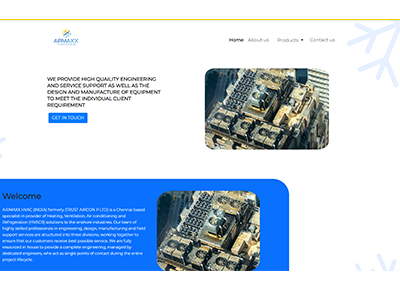 AIRMAXX
Home About us Products Contact us
WE PROVIDE HIGH QUALITY ENGINEERING
AND SERVICE SUPPORT AS WELL AS THE
DESIGN AND MANUFACTURE OF EQUIPMENT
TO MEET THE INDIVIDUAL CLIENT
REQUIREMENT
GET IN TOUCH
Welcome
AIRMAXX HVAC (INDIA) formerly (TRUST AIRCON P LTD) is a Chennai based
specialist in provider of Heating, Ventilation, Air conditioning and
Refrigeration (HVACR) solutions to the onshore industries. Our team of
highly skilled professionals in engineering, design, manufacturing and field
support services are structured into three divisions, working together to
ensure that our customers receive best possible service. We are fully
resourced in house to provide a complete engineering, managed by
dedicated engineers, who act as single points of contact during the entire
project lifecycle.